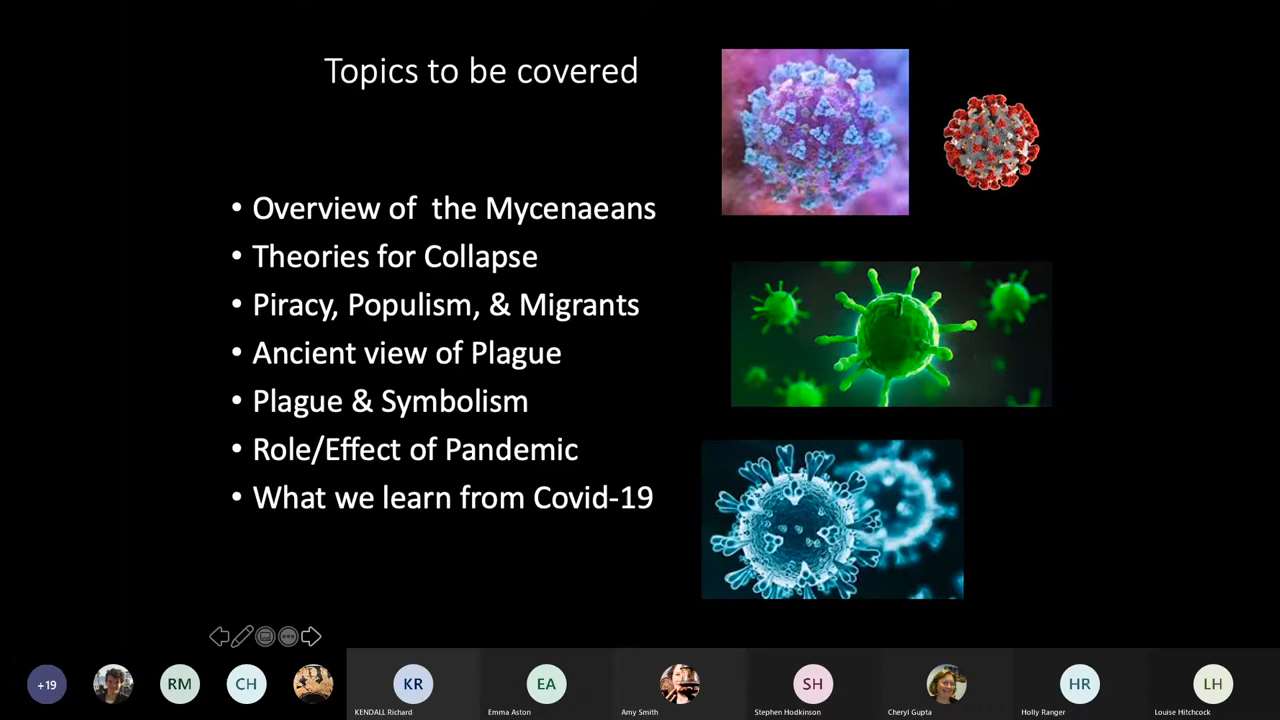 Topics to be covered
• Overview of  the Mycenaeans
• Theories for Collapse
• Piracy, Populism, & Migrants
• Ancient view of Plague
• Plague & Symbolism
• Role/Effect of Pandemic
• What we learn from Covid-19
+19
RM
CH
KR
EA
SH
HR
LH
KENDALL Richard
Emma Aston
Amy Smith
Stephen Hodkinson
Cheryl Gupta
Holly Ranger
Louise Hitchcock